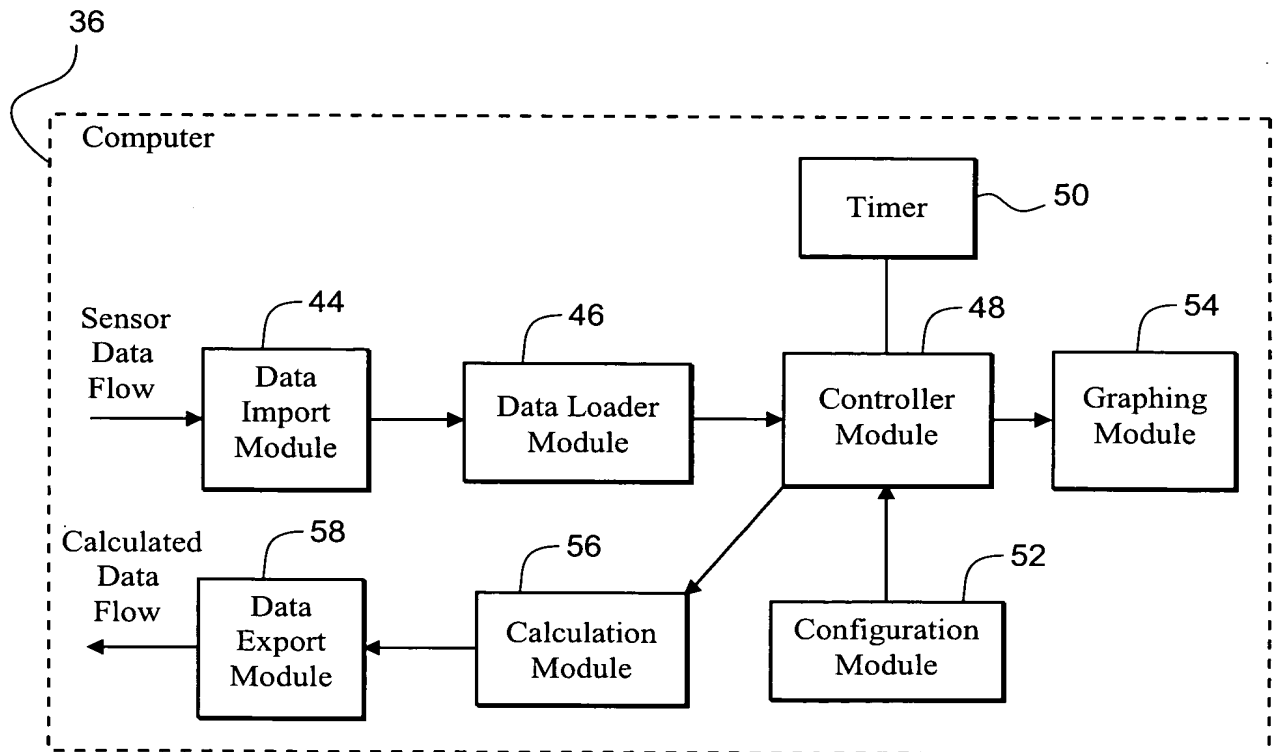 36
Computer
Timer
50
Sensor
Data
Flow
44
Data
Import
Module
46
Data Loader
Module
48
Controller
Module
54
Graphing
Module
Calculated
Data
Flow
58
Data
Export
Module
56
Calculation
Module
52
Configuration
Module